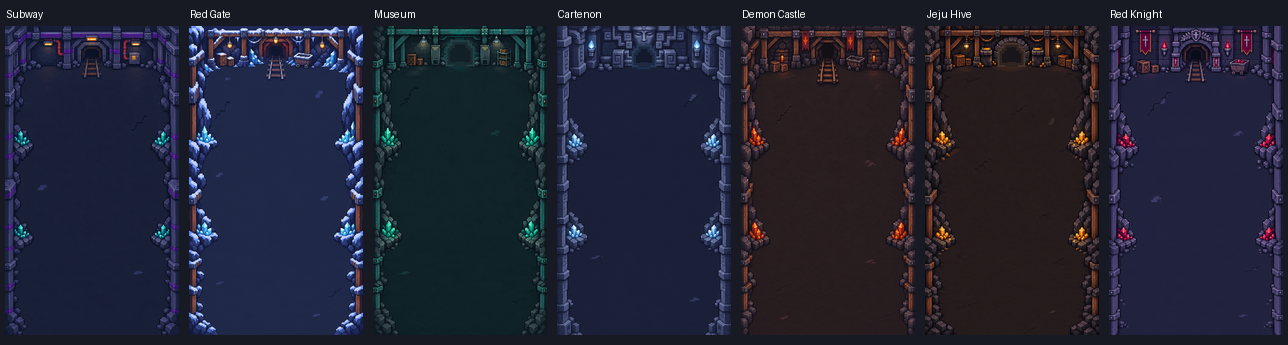 Subway
Red Gate
Museum
Cartenon
Demon Castle
Jeju Hive
Red Knight